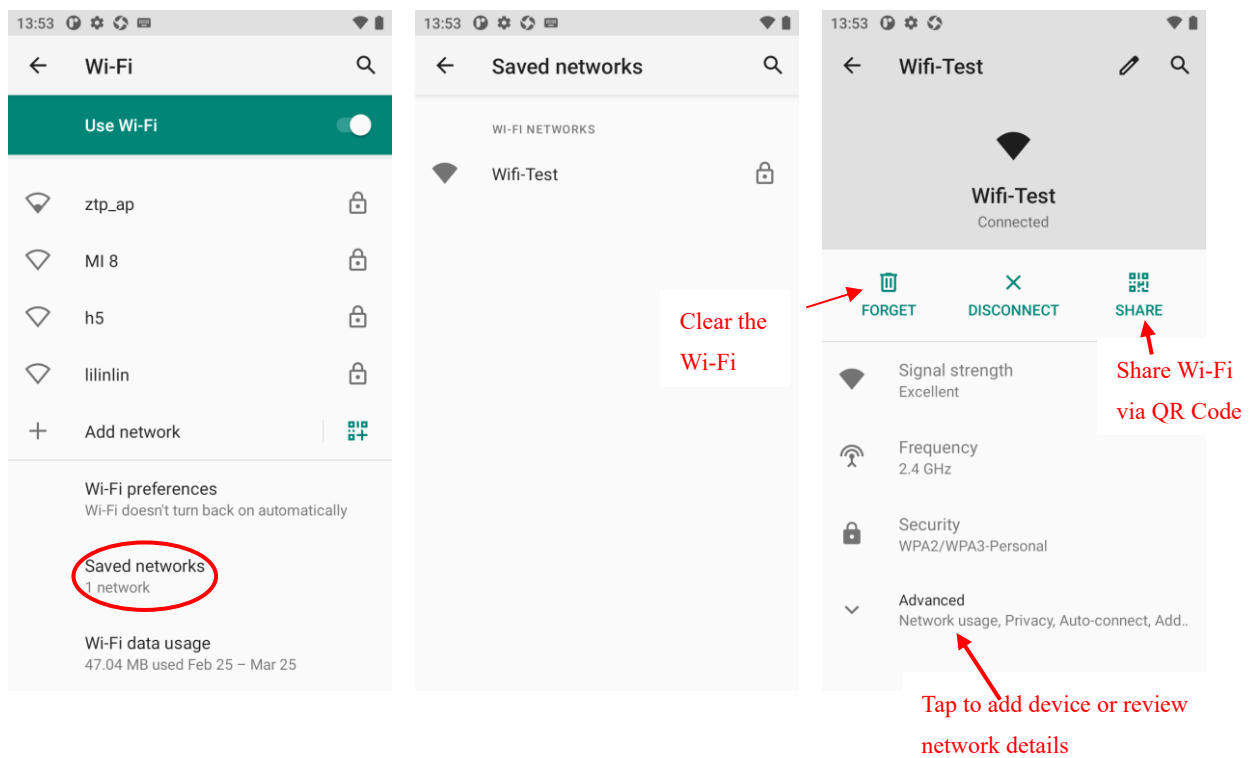 13:53
Wi-Fi
Use Wi-Fi
ztp_ap
MI 8
h5
lilinlin
Add network
Wi-Fi preferences
Wi-Fi doesn't turn back on automatically
Saved networks
1 network
Wi-Fi data usage
47.04 MB used Feb 25 – Mar 25
13:53
Saved networks
WI-FI NETWORKS
Wifi-Test
Clear the
Wi-Fi
13:53
Wifi-Test
Wifi-Test
Connected
FORGET
DISCONNECT
SHARE
Share Wi-Fi
via QR Code
Signal strength
Excellent
Frequency
2.4 GHz
Security
WPA2/WPA3-Personal
Advanced
Network usage, Privacy, Auto-connect, Add..
Tap to add device or review
network details